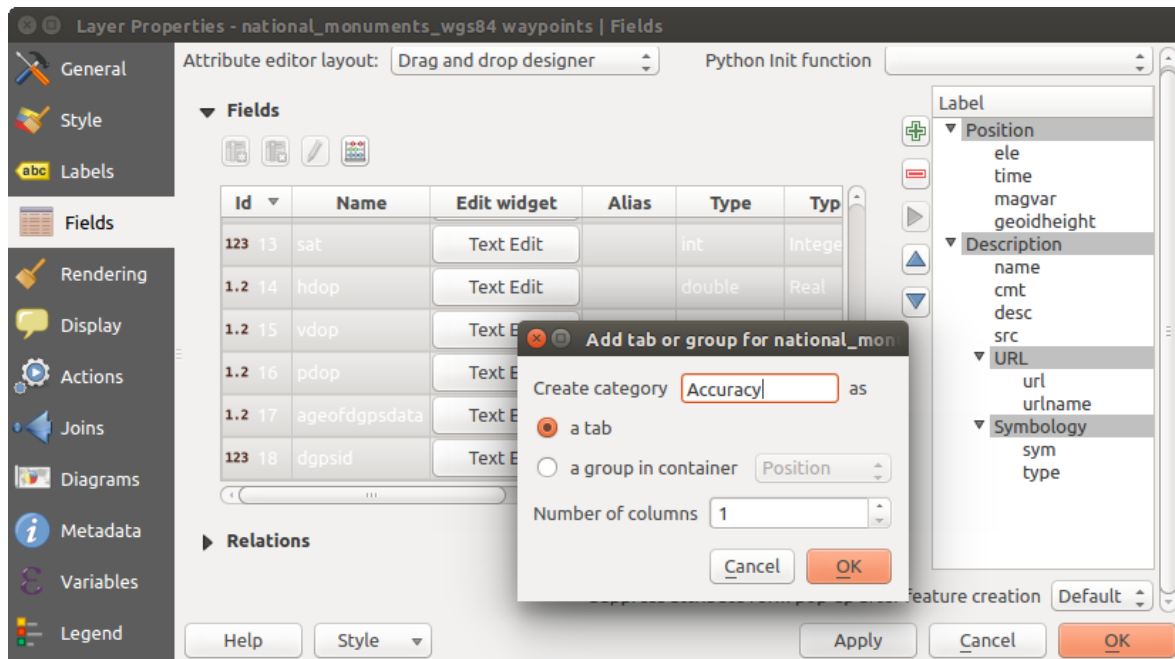 Layer Properties - national_monuments_wgs84 waypoints | Fields
General
Style
abc Labels
Fields
Rendering
Display
Actions
Joins
Diagrams
Metadata
Variables
Legend
Attribute editor layout: Drag and drop designer Python Init function
Fields
Id Name Edit widget Alias Type Typ
123 13 sat Text Edit int Intege
1.2 14 hdop Text Edit double Real
1.2 15 vdop Text E
1.2 16 pdop Text E
1.2 17 ageofdgpsdata Text E
123 18 dgpsid Text E
Relations
Label
Position
ele
time
magvar
geoidheight
Description
name
cmt
desc
src
URL
url
urlname
Symbology
sym
type
Add tab or group for national_mon
Create category Accuracy as
a tab
a group in container Position
Number of columns 1
Cancel OK
feature creation Default
Help Style Apply Cancel OK